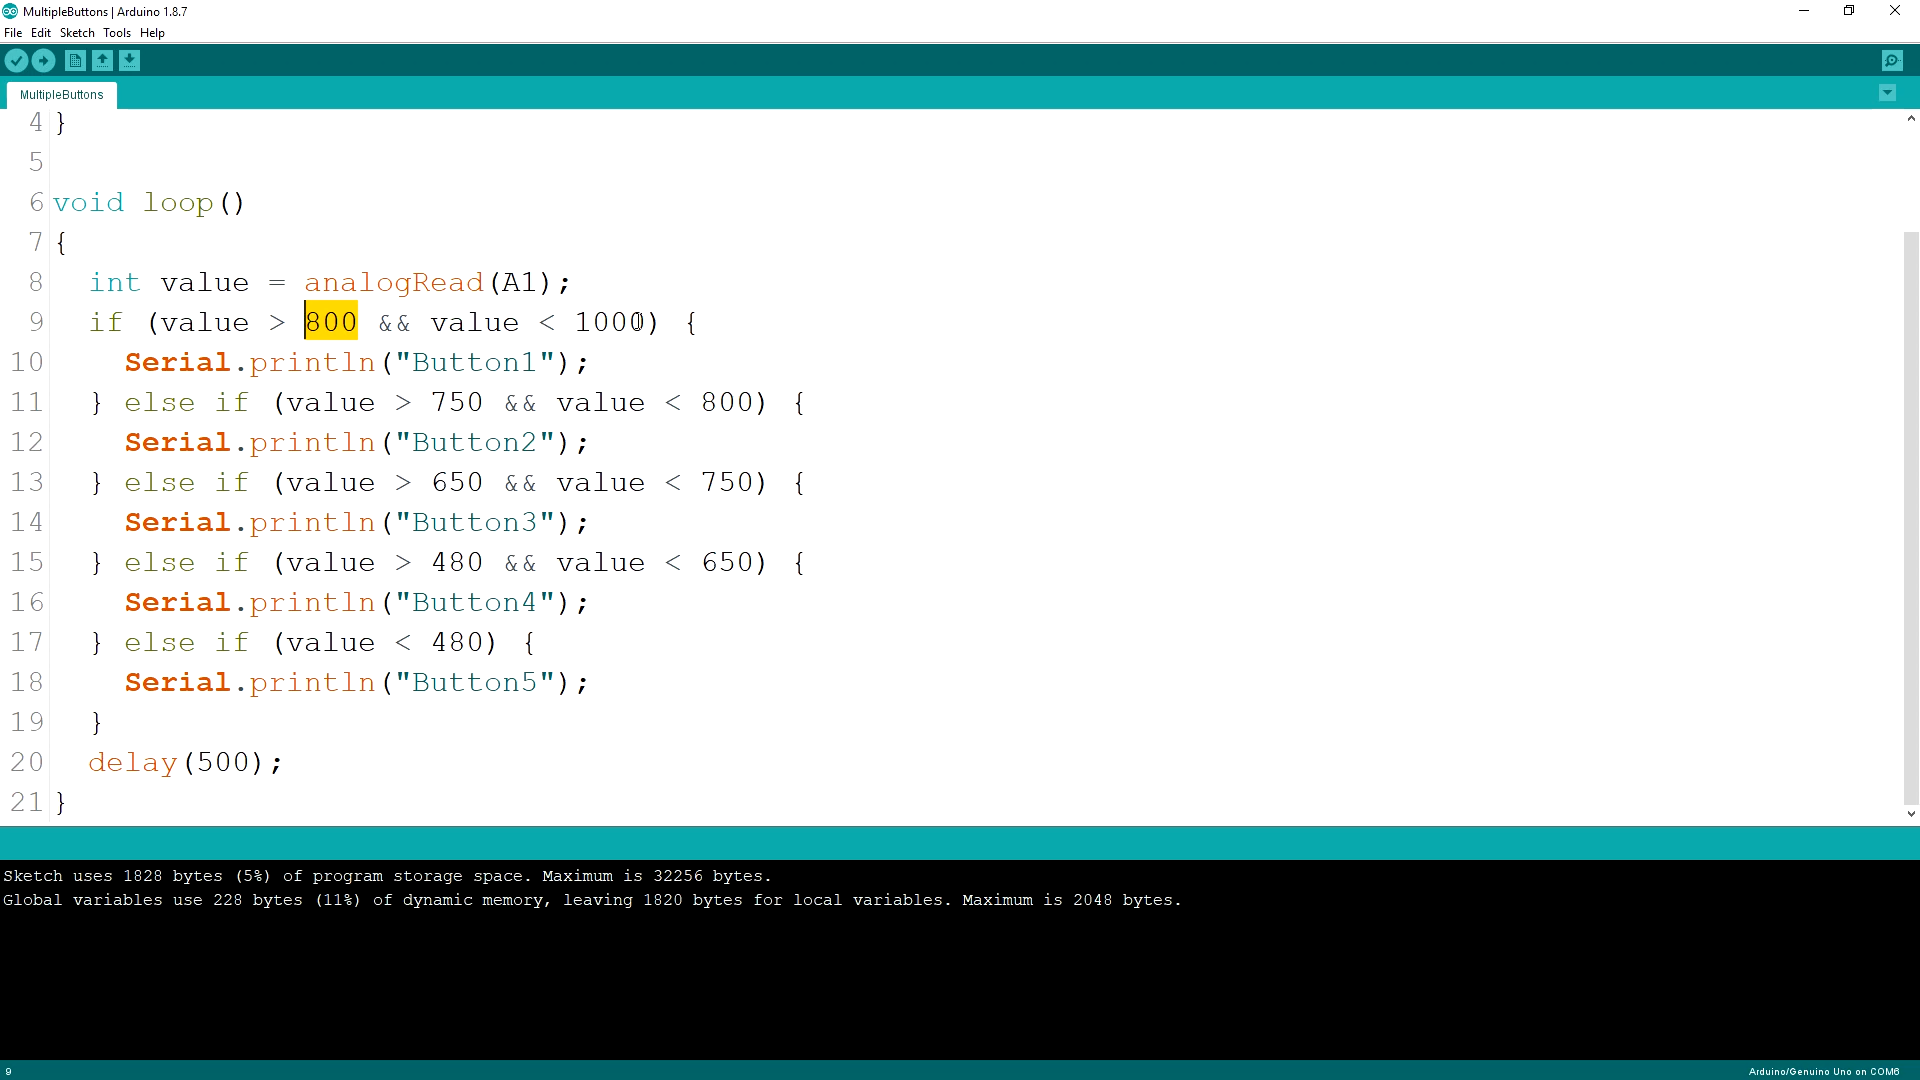 MultipleButtons | Arduino 1.8.7
File Edit Sketch Tools Help
MultipleButtons
4 }
5
6 void loop()
7 {
8 int value = analogRead(A1);
9 if (value > 800 && value < 1000) {
10 Serial.println("Button1");
11 } else if (value > 750 && value < 800) {
12 Serial.println("Button2");
13 } else if (value > 650 && value < 750) {
14 Serial.println("Button3");
15 } else if (value > 480 && value < 650) {
16 Serial.println("Button4");
17 } else if (value < 480) {
18 Serial.println("Button5");
19 }
20 delay(500);
21 }
Sketch uses 1828 bytes (5%) of program storage space. Maximum is 32256 bytes.
Global variables use 228 bytes (11%) of dynamic memory, leaving 1820 bytes for local variables. Maximum is 2048 bytes.
9 Arduino/Genuino Uno on COM6